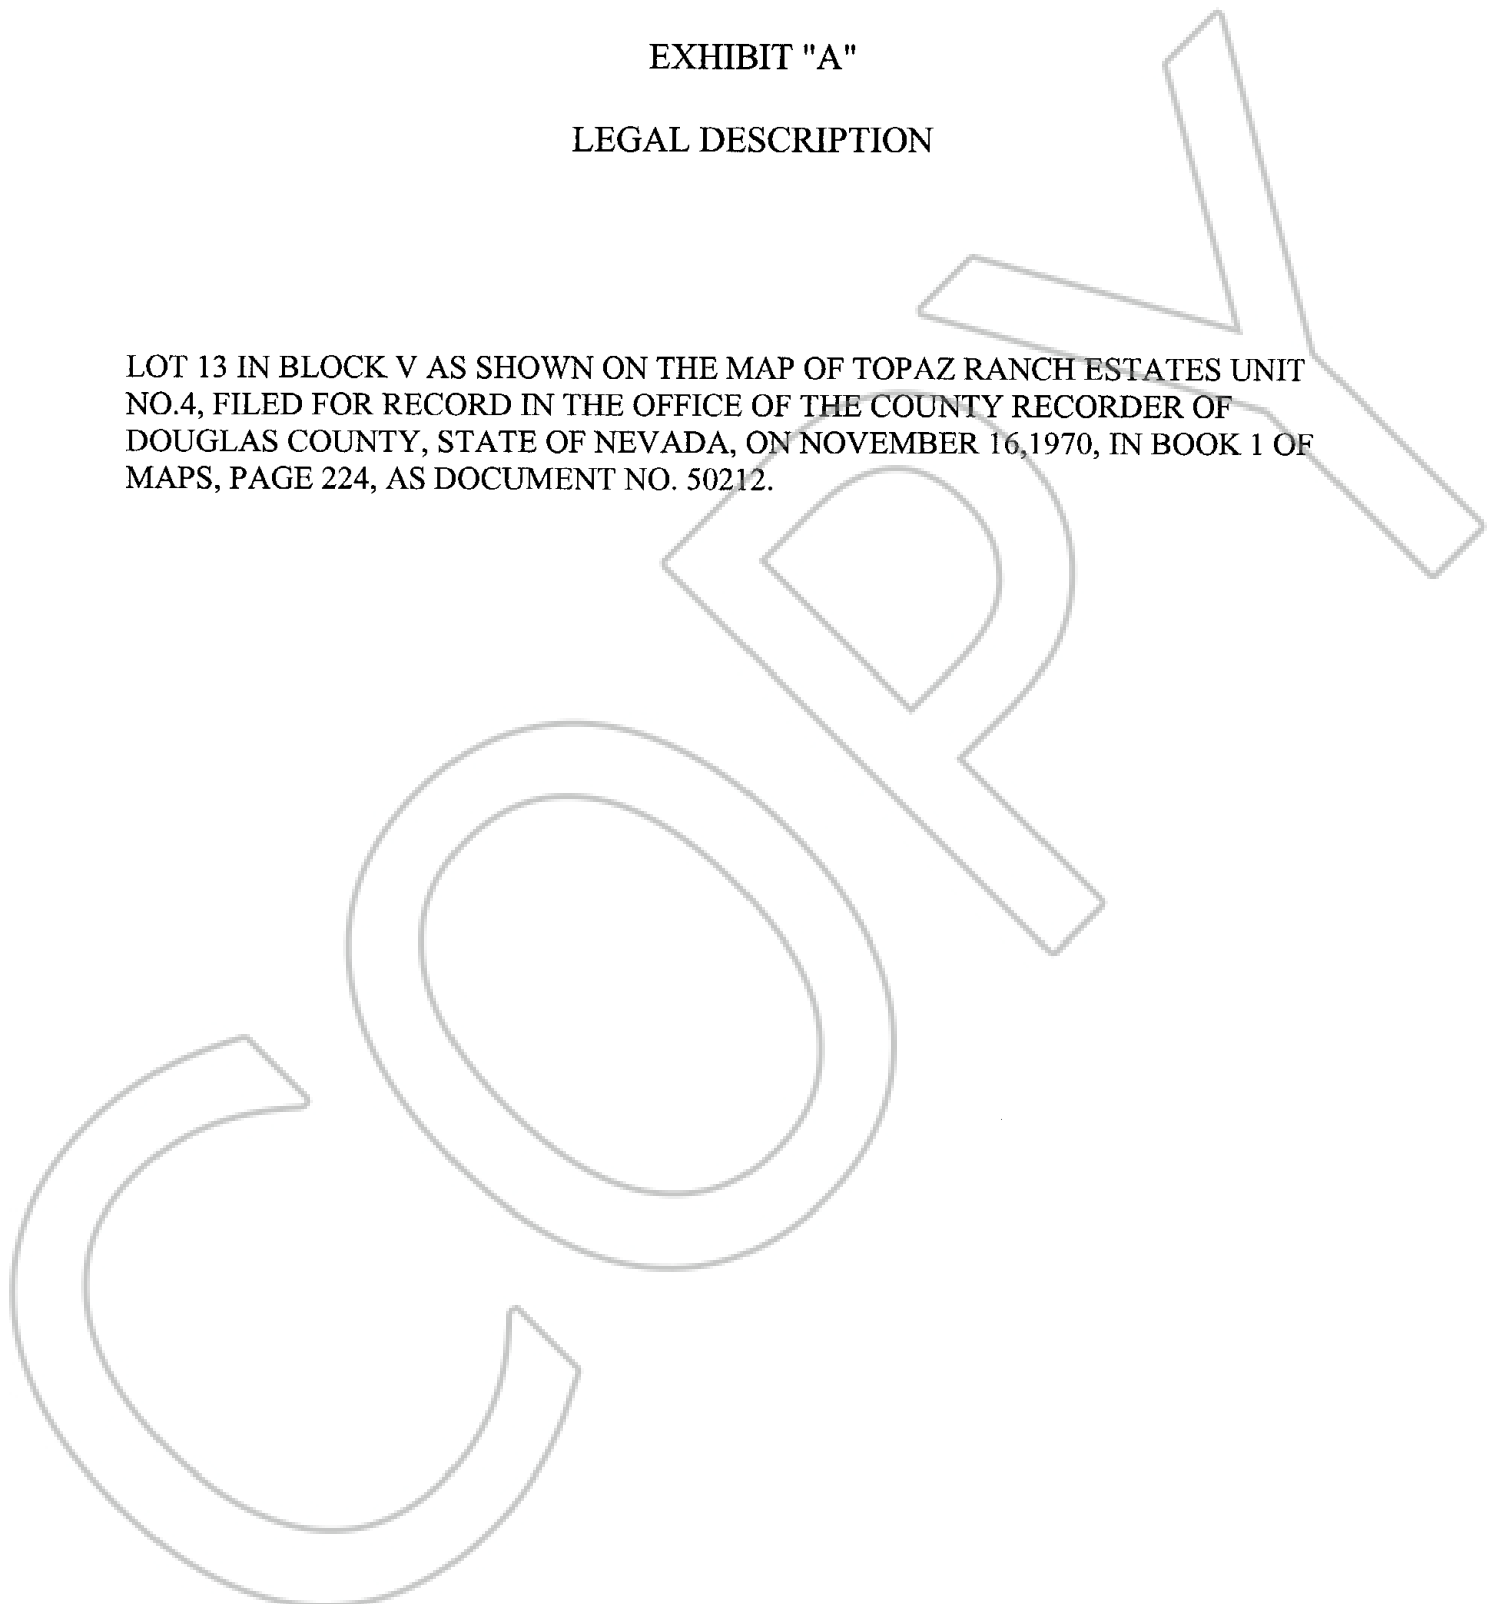 EXHIBIT "A"
LEGAL DESCRIPTION
LOT 13 IN BLOCK V AS SHOWN ON THE MAP OF TOPAZ RANCH ESTATES UNIT
NO.4, FILED FOR RECORD IN THE OFFICE OF THE COUNTY RECORDER OF
DOUGLAS COUNTY, STATE OF NEVADA, ON NOVEMBER 16,1970, IN BOOK 1 OF
MAPS, PAGE 224, AS DOCUMENT NO. 50212.
COPY